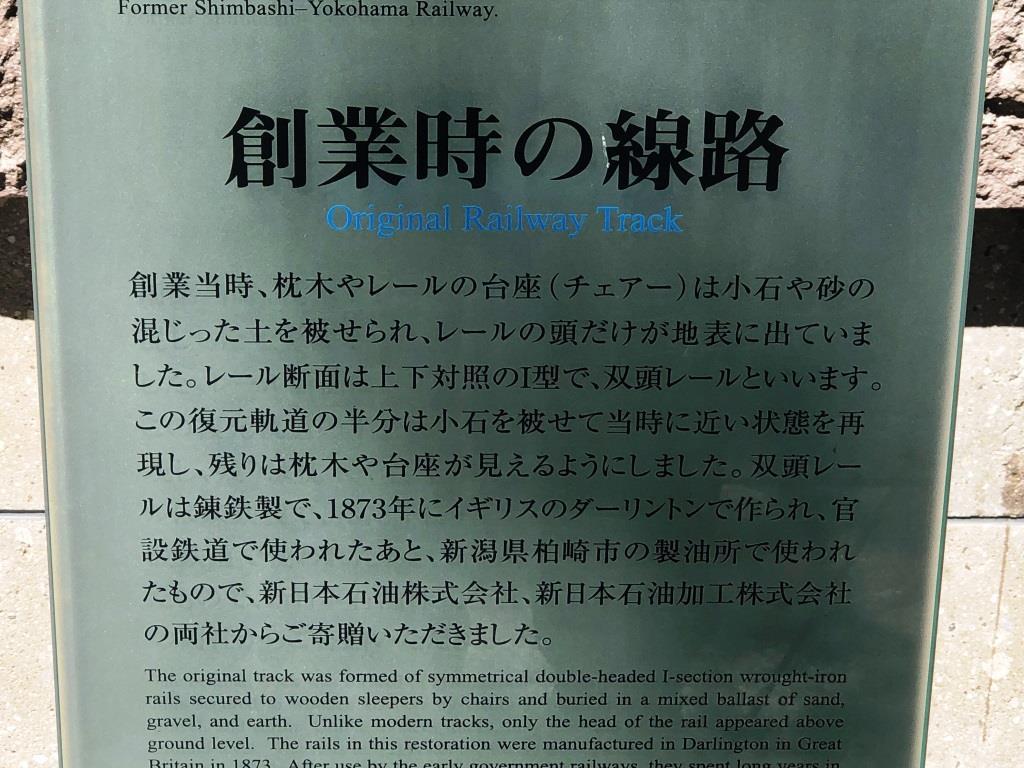 Former Shimbashi–Yokohama Railway.
創業時の線路
Original Railway Track
創業当時、枕木やレールの台座（チェアー）は小石や砂の
混じった土を被せられ、レールの頭だけが地表に出ていま
した。レール断面は上下対照のI型で、双頭レールといいます。
この復元軌道の半分は小石を被せて当時に近い状態を再
現し、残りは枕木や台座が見えるようにしました。双頭レー
ルは錬鉄製で、1873年にイギリスのダーリントンで作られ、官
設鉄道で使われたあと、新潟県柏崎市の製油所で使われ
たもので、新日本石油株式会社、新日本石油加工株式会社
の両社からご寄贈いただきました。
The original track was formed of symmetrical double-headed I-section wrought-iron
rails secured to wooden sleepers by chairs and buried in a mixed ballast of sand,
gravel, and earth. Unlike modern tracks, only the head of the rail appeared above
ground level. The rails in this restoration were manufactured in Darlington in Great
Britain in 1873. After use by the early government railways, they spent long years in